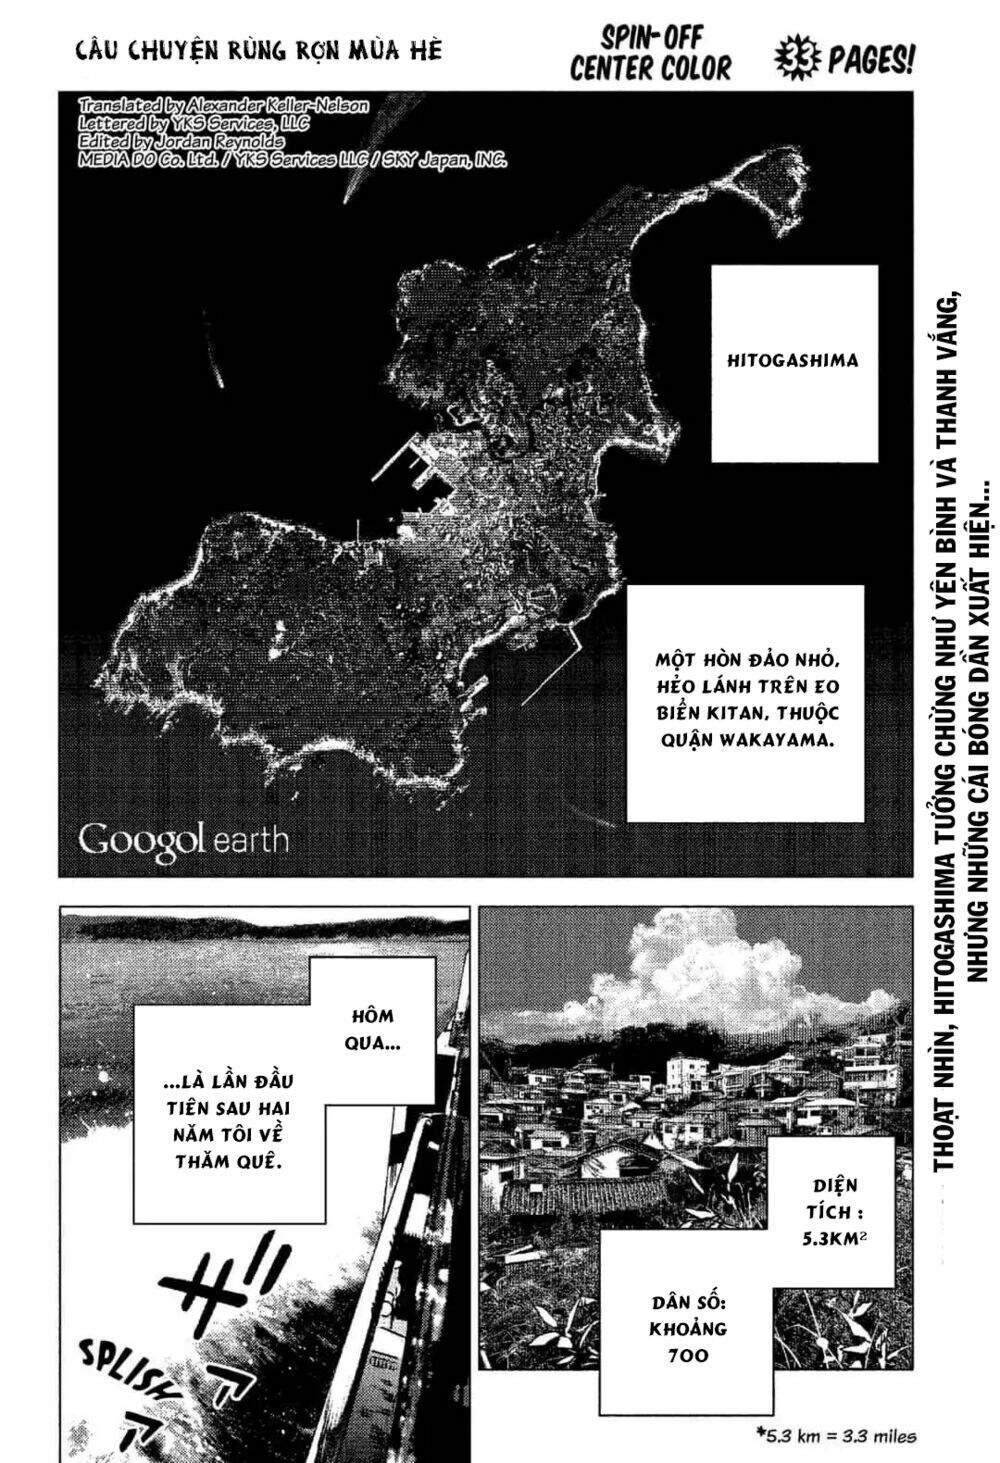 CÂU CHUYỆN RÙNG RỢN MÙA HÈ
SPIN-OFF
CENTER COLOR
33 PAGES!
Translated by Alexander Keller-Nelson
Lettered by YKS Services, LLC
Edited by Jordan Reynolds
MEDIA DO Co. Ltd. / YKS Services LLC / SKY Japan, INC.
HITOGASHIMA
MỘT HÒN ĐẢO NHỎ,
HẺO LÁNH TRÊN EO
BIỂN KITAN, THUỘC
QUẬN WAKAYAMA.
Googol earth
THOẠT NHÌN, HITOGASHIMA TƯỞNG CHỪNG NHƯ YÊN BÌNH VÀ THANH VẮNG,
NHƯNG NHỮNG CÁI BÓNG DẦN XUẤT HIỆN...
HÔM
QUA...
...LÀ LẦN ĐẦU
TIÊN SAU HAI
NĂM TÔI VỀ
THĂM QUÊ.
SPLISH
DIỆN
TÍCH :
5.3KM²
DÂN SỐ:
KHOẢNG
700
*5.3 km = 3.3 miles